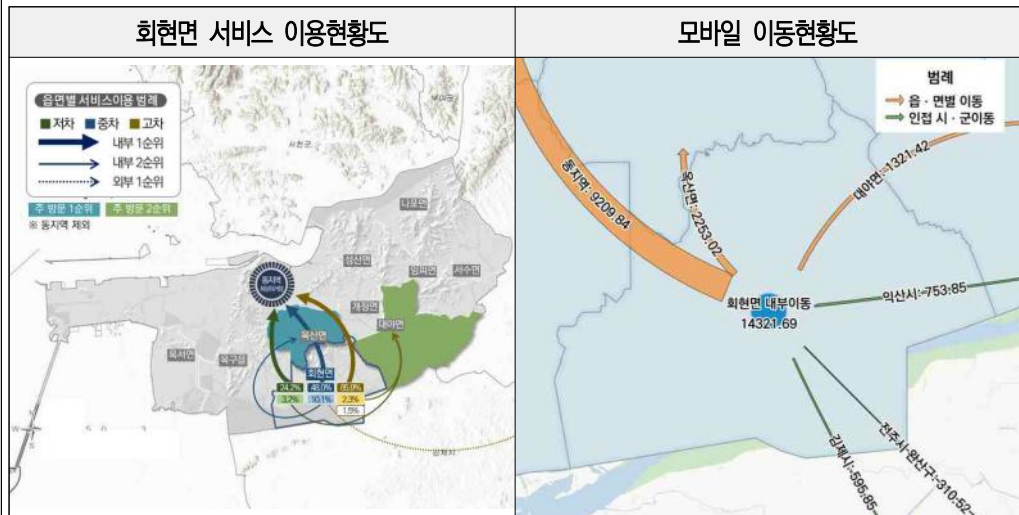 회현면 서비스 이용현황도
읍면별 서비스이용 범례
저차 중차 고차
내부 1순위
내부 2순위
외부 1순위
주 방문 1순위 주 방문 2순위
※ 동지역 제외
서천군
나포면
성산면
임피면
서수면
동지역
개정면
대야면
옥산면
옥서면
옥구읍
회현면
24.2% 48.0% 85.9%
3.2% 10.1% 2.3%
1.5%
김제시
모바일 이동현황도
범례
읍·면별 이동
인접 시·군이동
동지역: 9209.84
옥산면: 2253.02
대야면: 1321.42
회현면 내부이동
14321.69
익산시: 753.85
전주시 완산구: 310.52
김제시: 595.85